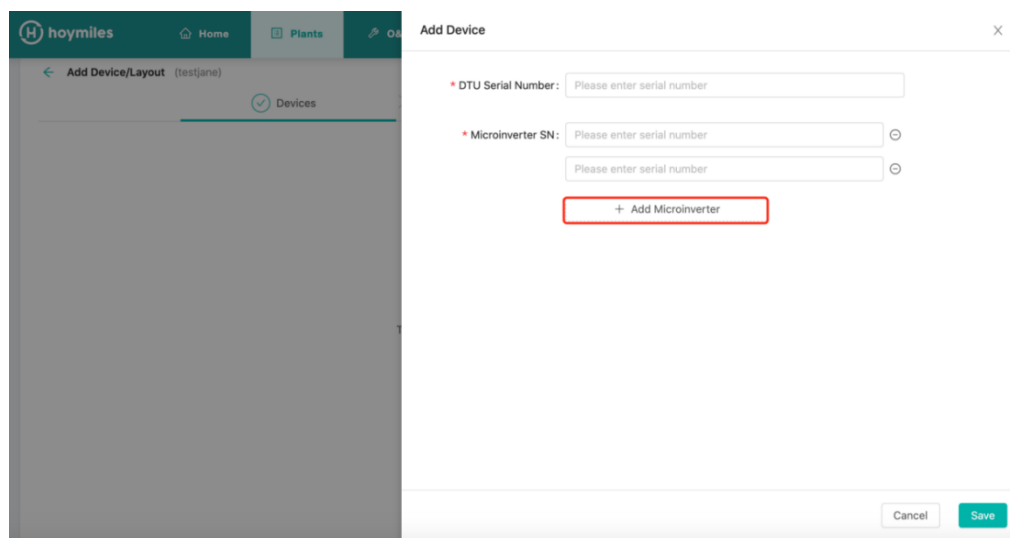 hoymiles
Home
Plants
Add Device
Add Device/Layout (testjane)
Devices
* DTU Serial Number: Please enter serial number
* Microinverter SN: Please enter serial number
Please enter serial number
+ Add Microinverter
Cancel
Save